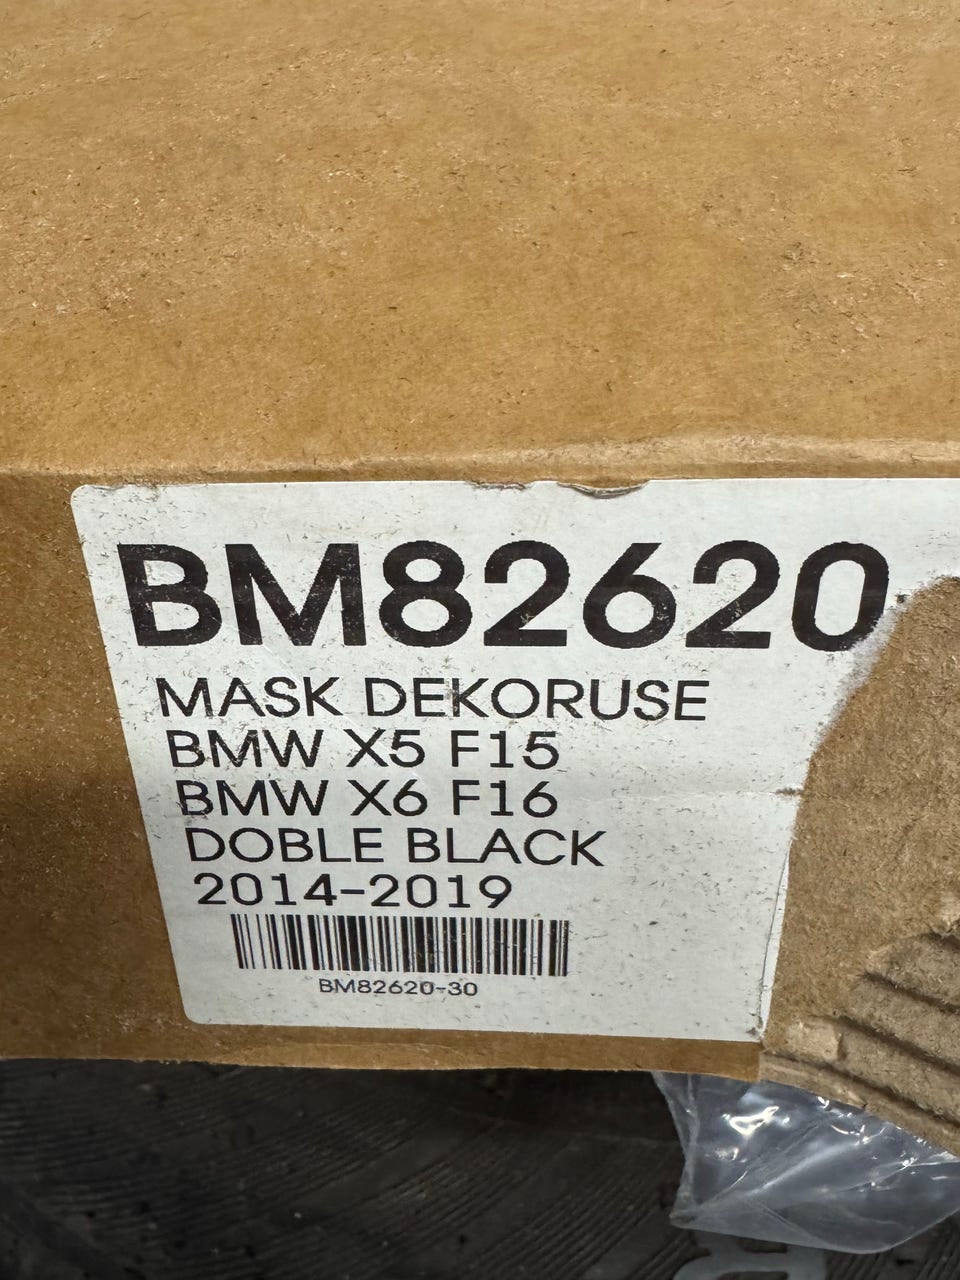 BM82620
MASK DEKORUSE
BMW X5 F15
BMW X6 F16
DOBLE BLACK
2014-2019
BM82620-30